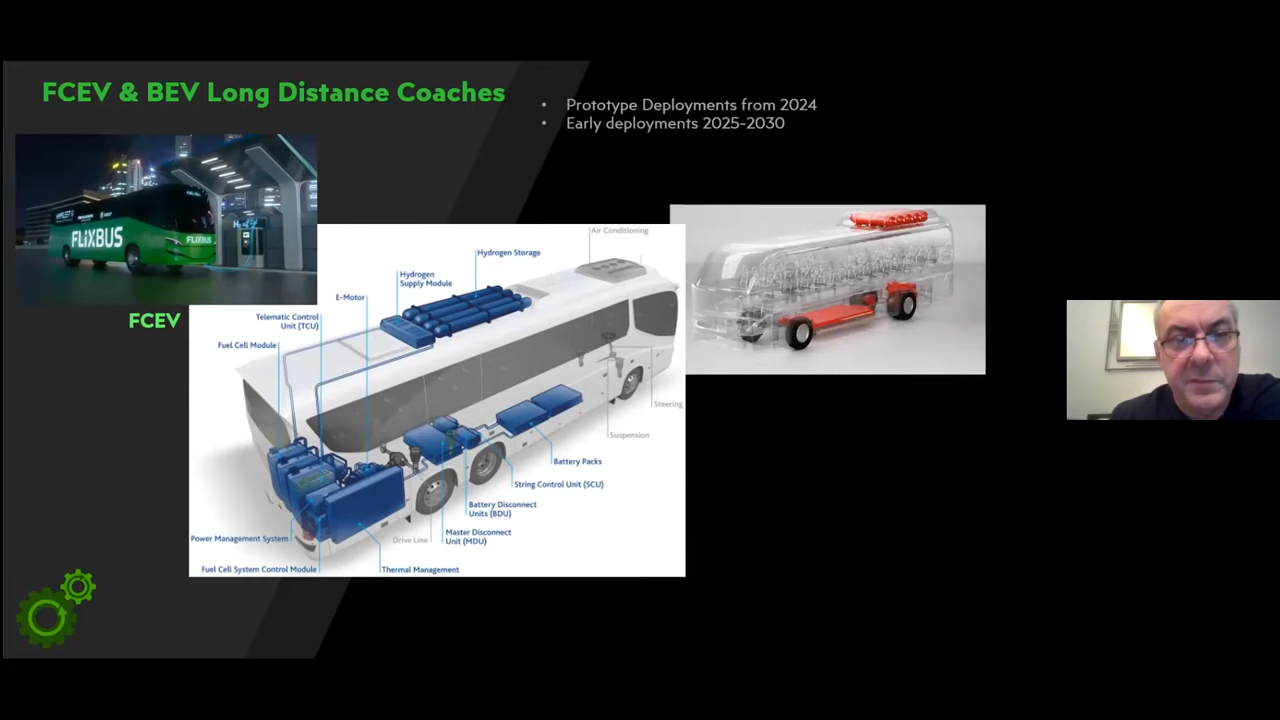 FCEV & BEV Long Distance Coaches
• Prototype Deployments from 2024
• Early deployments 2025-2030
FLiXBUS
FLiXBUS
H₂
FCEV
Air Conditioning
Hydrogen Storage
Hydrogen
Supply Module
E-Motor
Telematic Control
Unit (TCU)
Fuel Cell Module
Steering
Suspension
Battery Packs
String Control Unit (SCU)
Battery Disconnect
Units (BDU)
Master Disconnect
Unit (MDU)
Drive Line
Power Management System
Fuel Cell System Control Module
Thermal Management